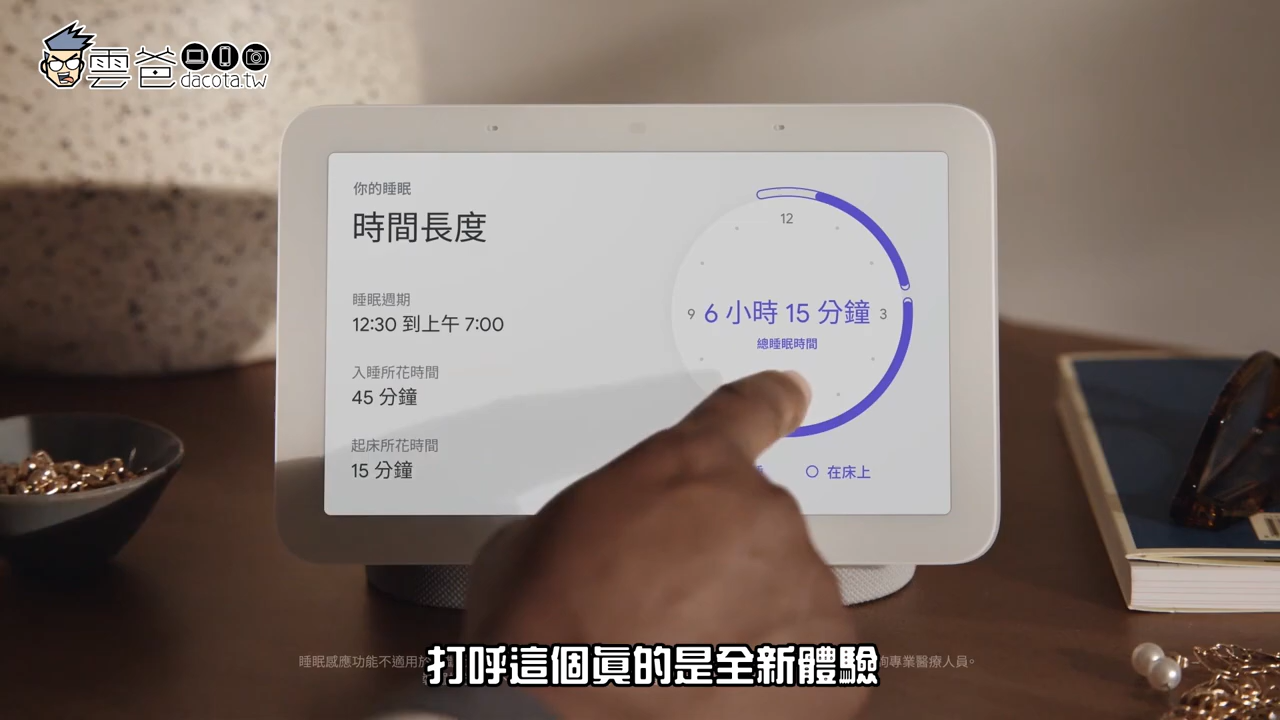 雲爸
dacota.tw
你的睡眠
時間長度
睡眠週期
12:30 到上午 7:00
入睡所花時間
45 分鐘
起床所花時間
15 分鐘
12
9
6 小時 15 分鐘
3
總睡眠時間
在床上
睡眠感應功能不適用於
專業醫療人員。
打呼這個真的是全新體驗